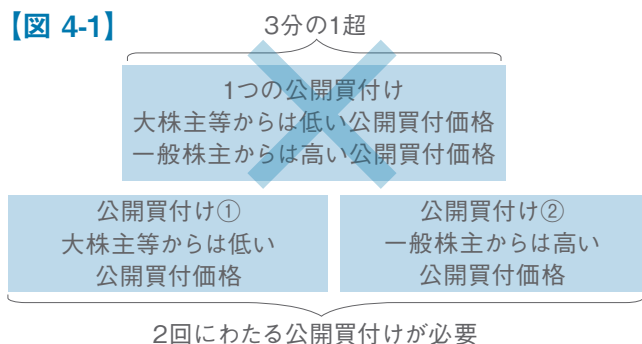 【図 4-1】
3分の1超
1つの公開買付け
大株主等からは低い公開買付価格
一般株主からは高い公開買付価格
公開買付け①
大株主等からは低い
公開買付価格
公開買付け②
一般株主からは高い
公開買付価格
2回にわたる公開買付けが必要